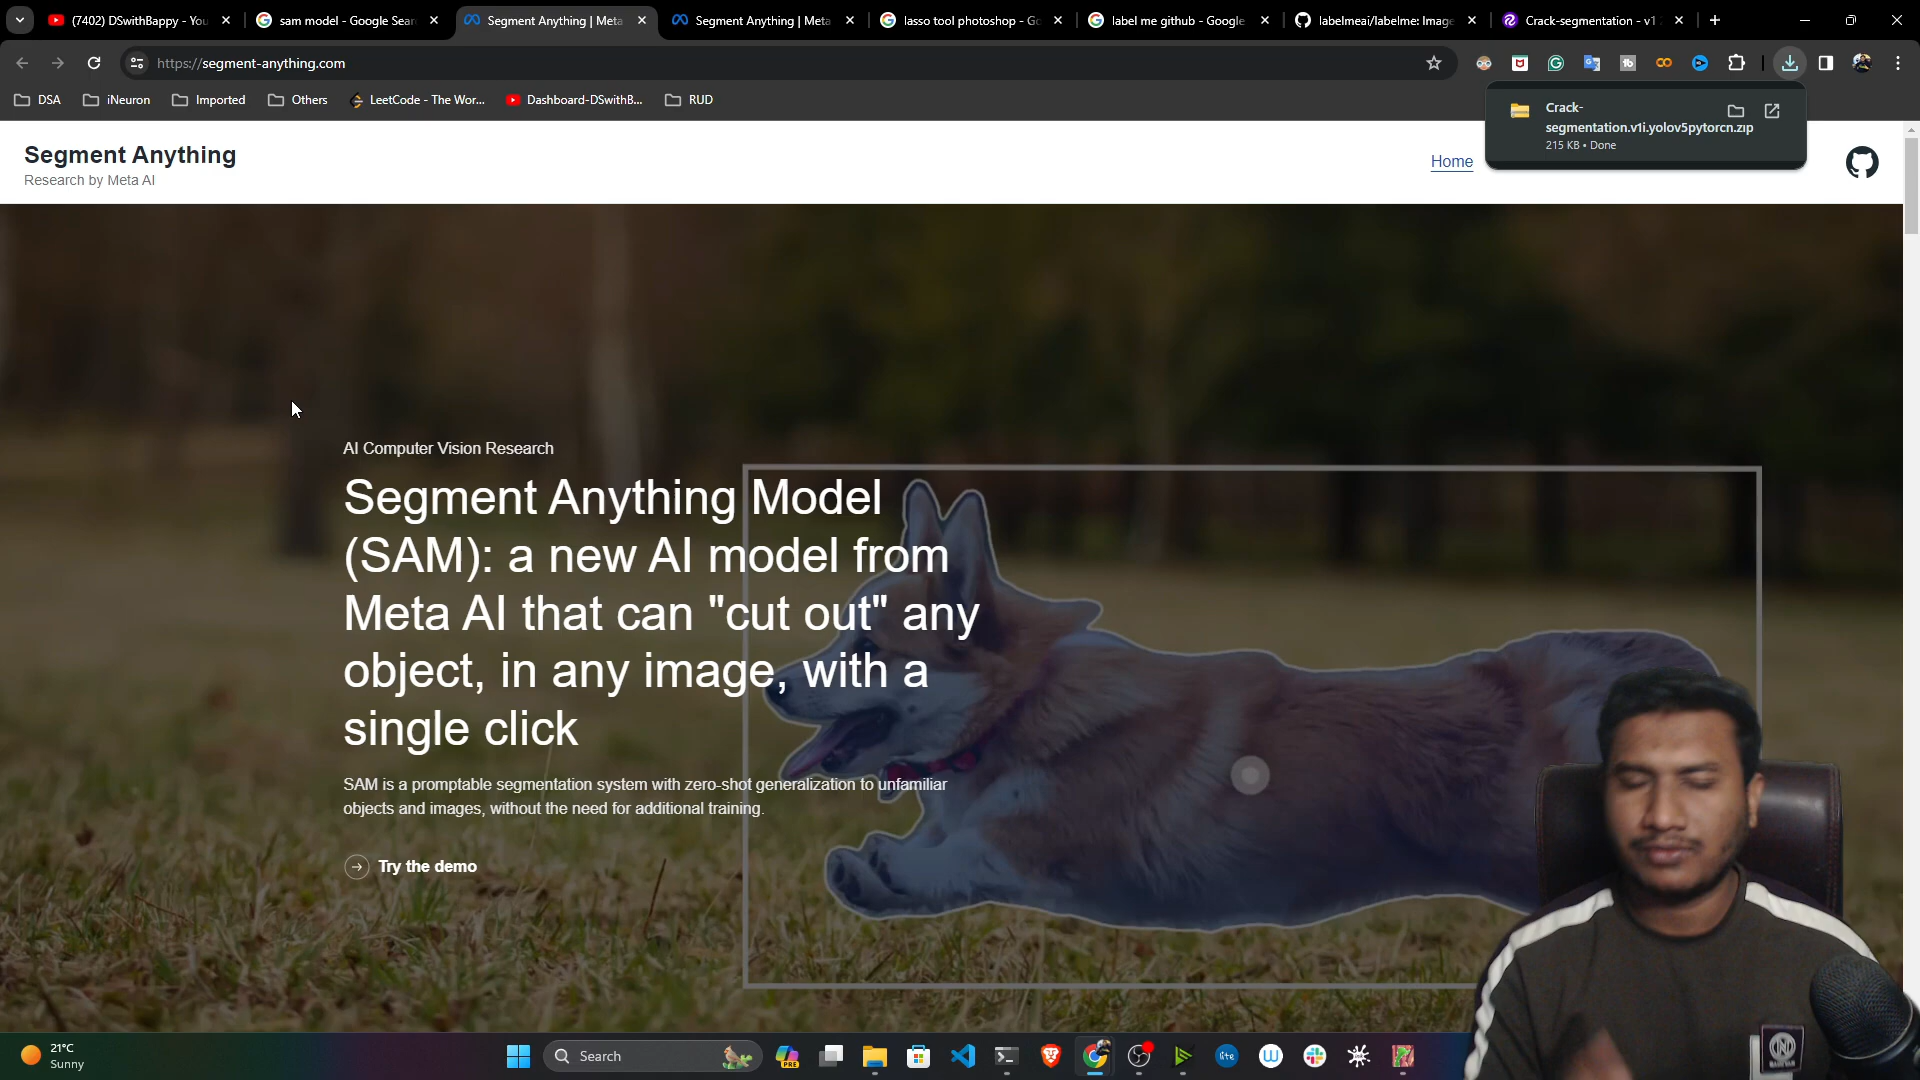 (7402) DSwithBappy - You
sam model - Google Sear
Segment Anything | Meta
Segment Anything | Meta
lasso tool photoshop - Go
label me github - Google
labelmeai/labelme: Image
Crack-segmentation - v1
https://segment-anything.com
DSA
iNeuron
Imported
Others
LeetCode - The Wor...
Dashboard-DSwithB...
RUD
Crack-
segmentation.v1i.yolov5pytorcn.zip
215 KB • Done
Segment Anything
Research by Meta AI
Home
AI Computer Vision Research
Segment Anything Model
(SAM): a new AI model from
Meta AI that can "cut out" any
object, in any image, with a
single click
SAM is a promptable segmentation system with zero-shot generalization to unfamiliar
objects and images, without the need for additional training.
Try the demo
21°C
Sunny
Search
PRE
lite